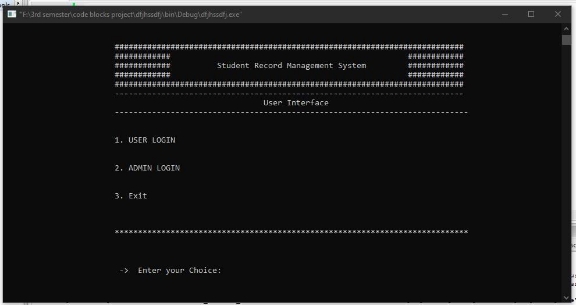 "F:\3rd semester\code blocks project\dfjhssdfj\bin\Debug\dfjhssdfj.exe"
###########################################################################
############ ############
############ Student Record Management System ############
############ ############
###########################################################################
---------------------------------------------------------------------------
User Interface
----------------------------------------------------------------------------
1. USER LOGIN
2. ADMIN LOGIN
3. Exit
****************************************************************************
-> Enter your Choice: